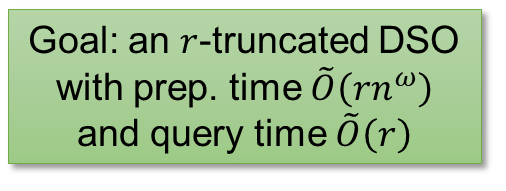 Goal: an r-truncated DSO
with prep. time Õ(rn^ω)
and query time Õ(r)